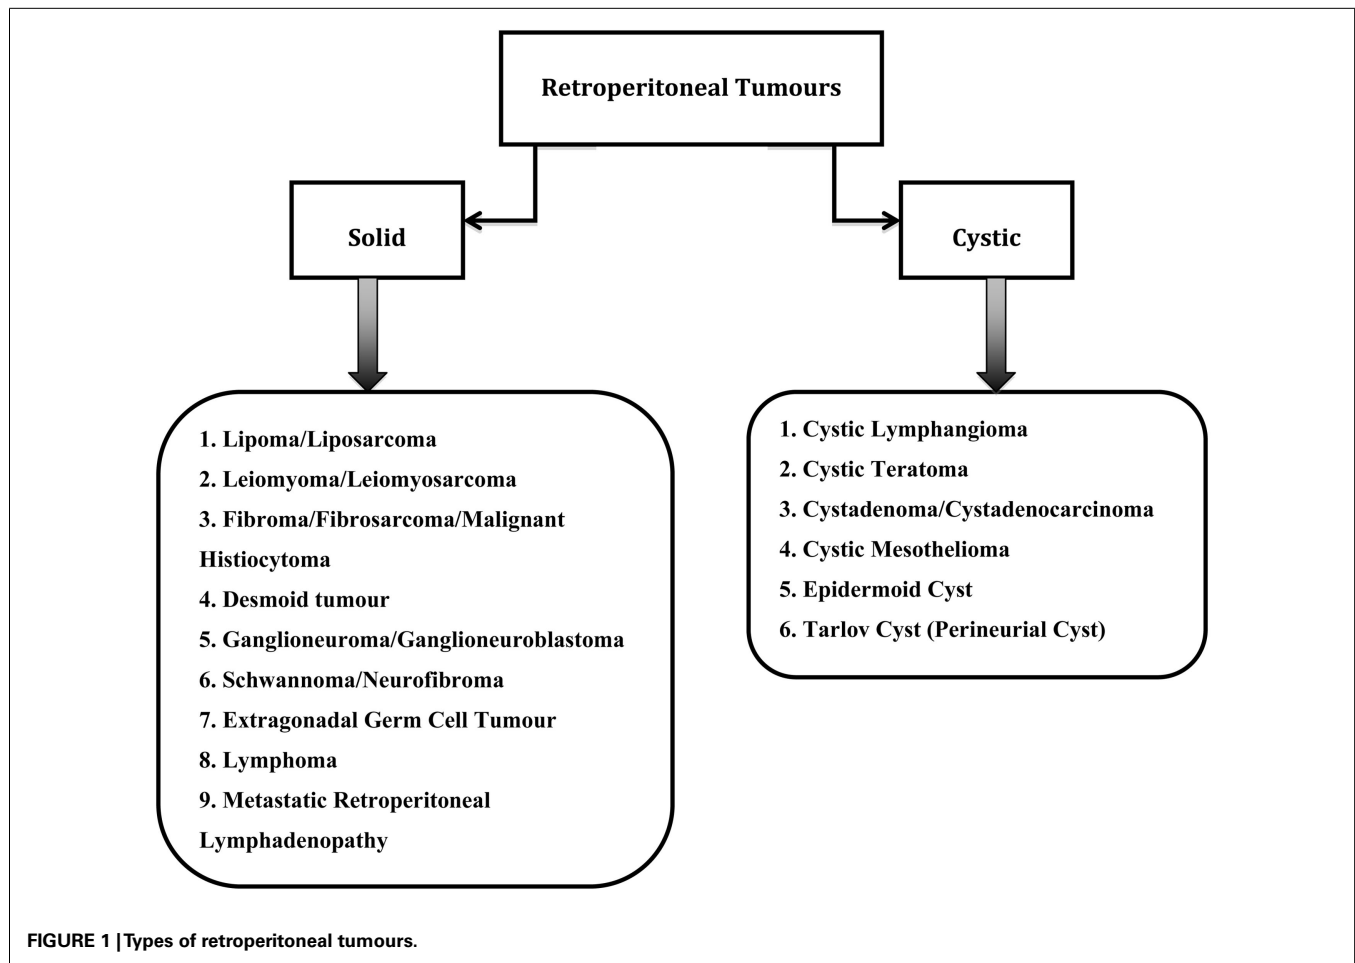 Retroperitoneal Tumours
Solid
Cystic
1. Lipoma/Liposarcoma
2. Leiomyoma/Leiomyosarcoma
3. Fibroma/Fibrosarcoma/Malignant
Histiocytoma
4. Desmoid tumour
5. Ganglioneuroma/Ganglioneuroblastoma
6. Schwannoma/Neurofibroma
7. Extragonadal Germ Cell Tumour
8. Lymphoma
9. Metastatic Retroperitoneal
Lymphadenopathy
1. Cystic Lymphangioma
2. Cystic Teratoma
3. Cystadenoma/Cystadenocarcinoma
4. Cystic Mesothelioma
5. Epidermoid Cyst
6. Tarlov Cyst (Perineurial Cyst)
FIGURE 1 | Types of retroperitoneal tumours.